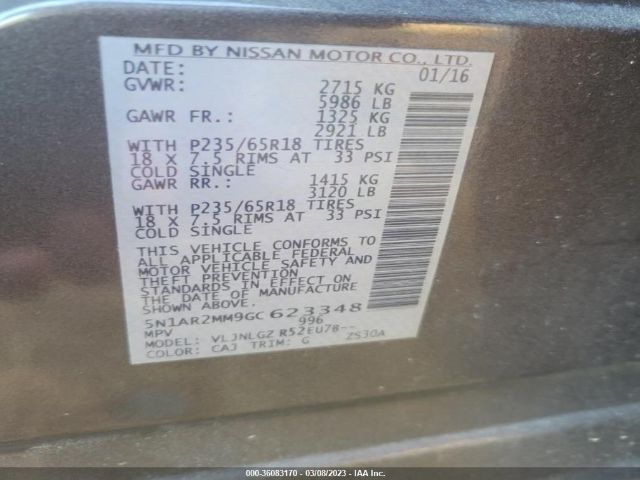 MFD BY NISSAN MOTOR CO., LTD.
DATE: 01/16
GVWR: 2715 KG
5986 LB
GAWR FR.: 1325 KG
2921 LB
WITH P235/65R18 TIRES
18 X 7.5 RIMS AT 33 PSI
COLD SINGLE
GAWR RR.: 1415 KG
3120 LB
WITH P235/65R18 TIRES
18 X 7.5 RIMS AT 33 PSI
COLD SINGLE
THIS VEHICLE CONFORMS TO
ALL APPLICABLE FEDERAL
MOTOR VEHICLE SAFETY AND
THEFT PREVENTION
STANDARDS IN EFFECT ON
THE DATE OF MANUFACTURE
SHOWN ABOVE.
5N1AR2MM9GC 623348
MPV 996
MODEL: VLJNLGZ R52EU7B-- ZS30A
COLOR: CAJ TRIM: G
000-36083170 — 03/08/2023 — IAA Inc.